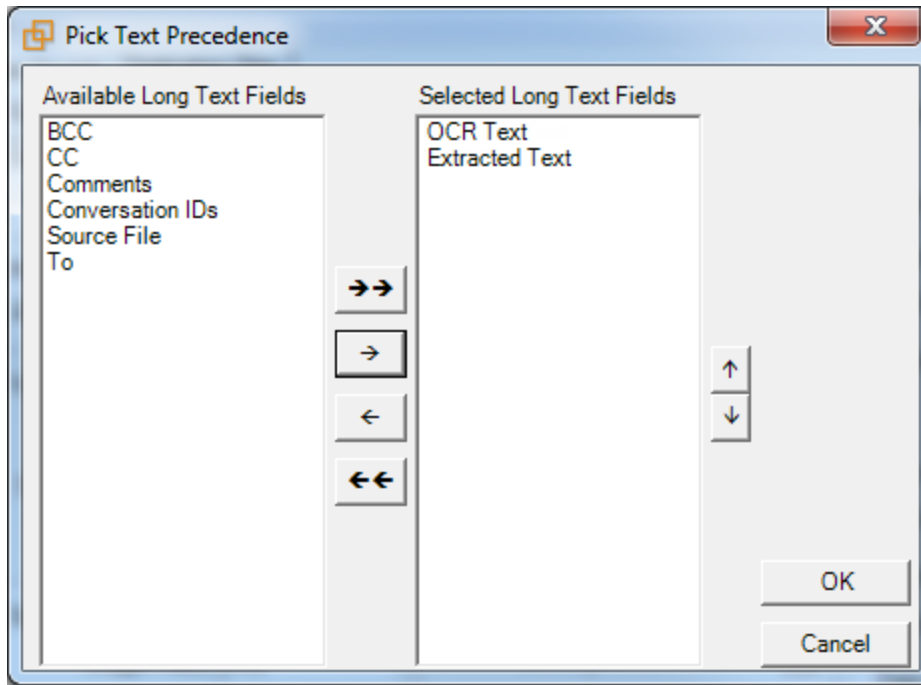 Pick Text Precedence
Available Long Text Fields
BCC
CC
Comments
Conversation IDs
Source File
To
Selected Long Text Fields
OCR Text
Extracted Text
OK
Cancel